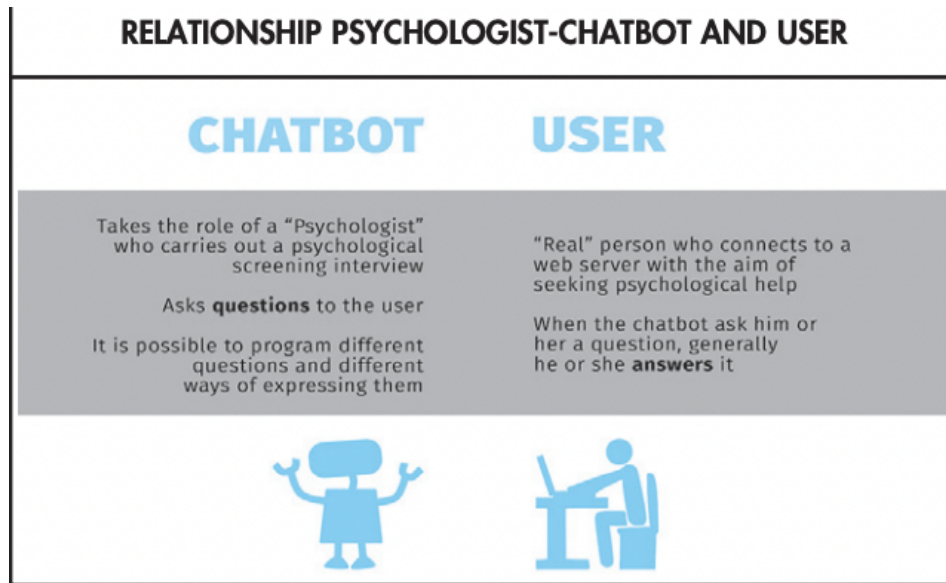 RELATIONSHIP PSYCHOLOGIST-CHATBOT AND USER
CHATBOT
Takes the role of a “Psychologist”
who carries out a psychological
screening interview
Asks questions to the user
It is possible to program different
questions and different
ways of expressing them
USER
“Real” person who connects to a
web server with the aim of
seeking psychological help
When the chatbot ask him or
her a question, generally
he or she answers it